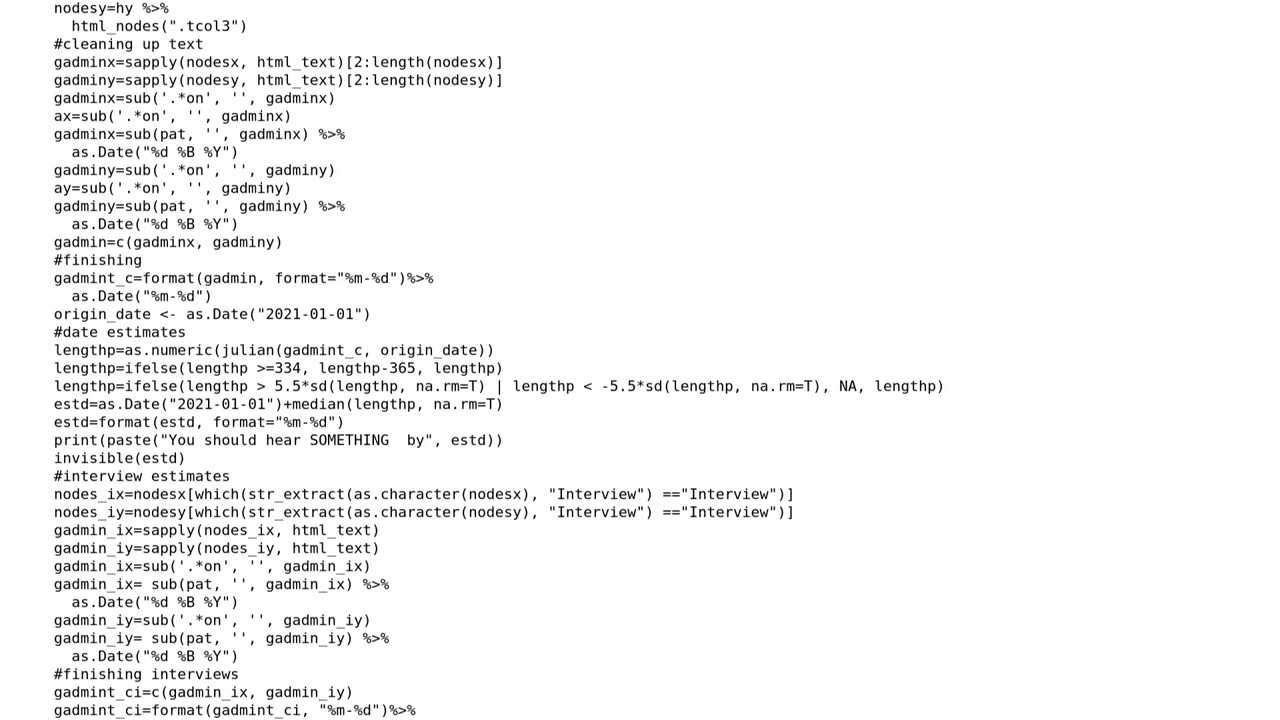 nodesy=hy %>%
  html_nodes(".tcol3")
#cleaning up text
gadminx=sapply(nodesx, html_text)[2:length(nodesx)]
gadminy=sapply(nodesy, html_text)[2:length(nodesy)]
gadminx=sub('.*on', '', gadminx)
ax=sub('.*on', '', gadminx)
gadminx=sub(pat, '', gadminx) %>%
  as.Date("%d %B %Y")
gadminy=sub('.*on', '', gadminy)
ay=sub('.*on', '', gadminy)
gadminy=sub(pat, '', gadminy) %>%
  as.Date("%d %B %Y")
gadmin=c(gadminx, gadminy)
#finishing
gadmint_c=format(gadmin, format="%m-%d")%>%
  as.Date("%m-%d")
origin_date <- as.Date("2021-01-01")
#date estimates
lengthp=as.numeric(julian(gadmint_c, origin_date))
lengthp=ifelse(lengthp >=334, lengthp-365, lengthp)
lengthp=ifelse(lengthp > 5.5*sd(lengthp, na.rm=T) | lengthp < -5.5*sd(lengthp, na.rm=T), NA, lengthp)
estd=as.Date("2021-01-01")+median(lengthp, na.rm=T)
estd=format(estd, format="%m-%d")
print(paste("You should hear SOMETHING  by", estd))
invisible(estd)
#interview estimates
nodes_ix=nodesx[which(str_extract(as.character(nodesx), "Interview") =="Interview")]
nodes_iy=nodesy[which(str_extract(as.character(nodesy), "Interview") =="Interview")]
gadmin_ix=sapply(nodes_ix, html_text)
gadmin_iy=sapply(nodes_iy, html_text)
gadmin_ix=sub('.*on', '', gadmin_ix)
gadmin_ix= sub(pat, '', gadmin_ix) %>%
  as.Date("%d %B %Y")
gadmin_iy=sub('.*on', '', gadmin_iy)
gadmin_iy= sub(pat, '', gadmin_iy) %>%
  as.Date("%d %B %Y")
#finishing interviews
gadmint_ci=c(gadmin_ix, gadmin_iy)
gadmint_ci=format(gadmint_ci, "%m-%d")%>%